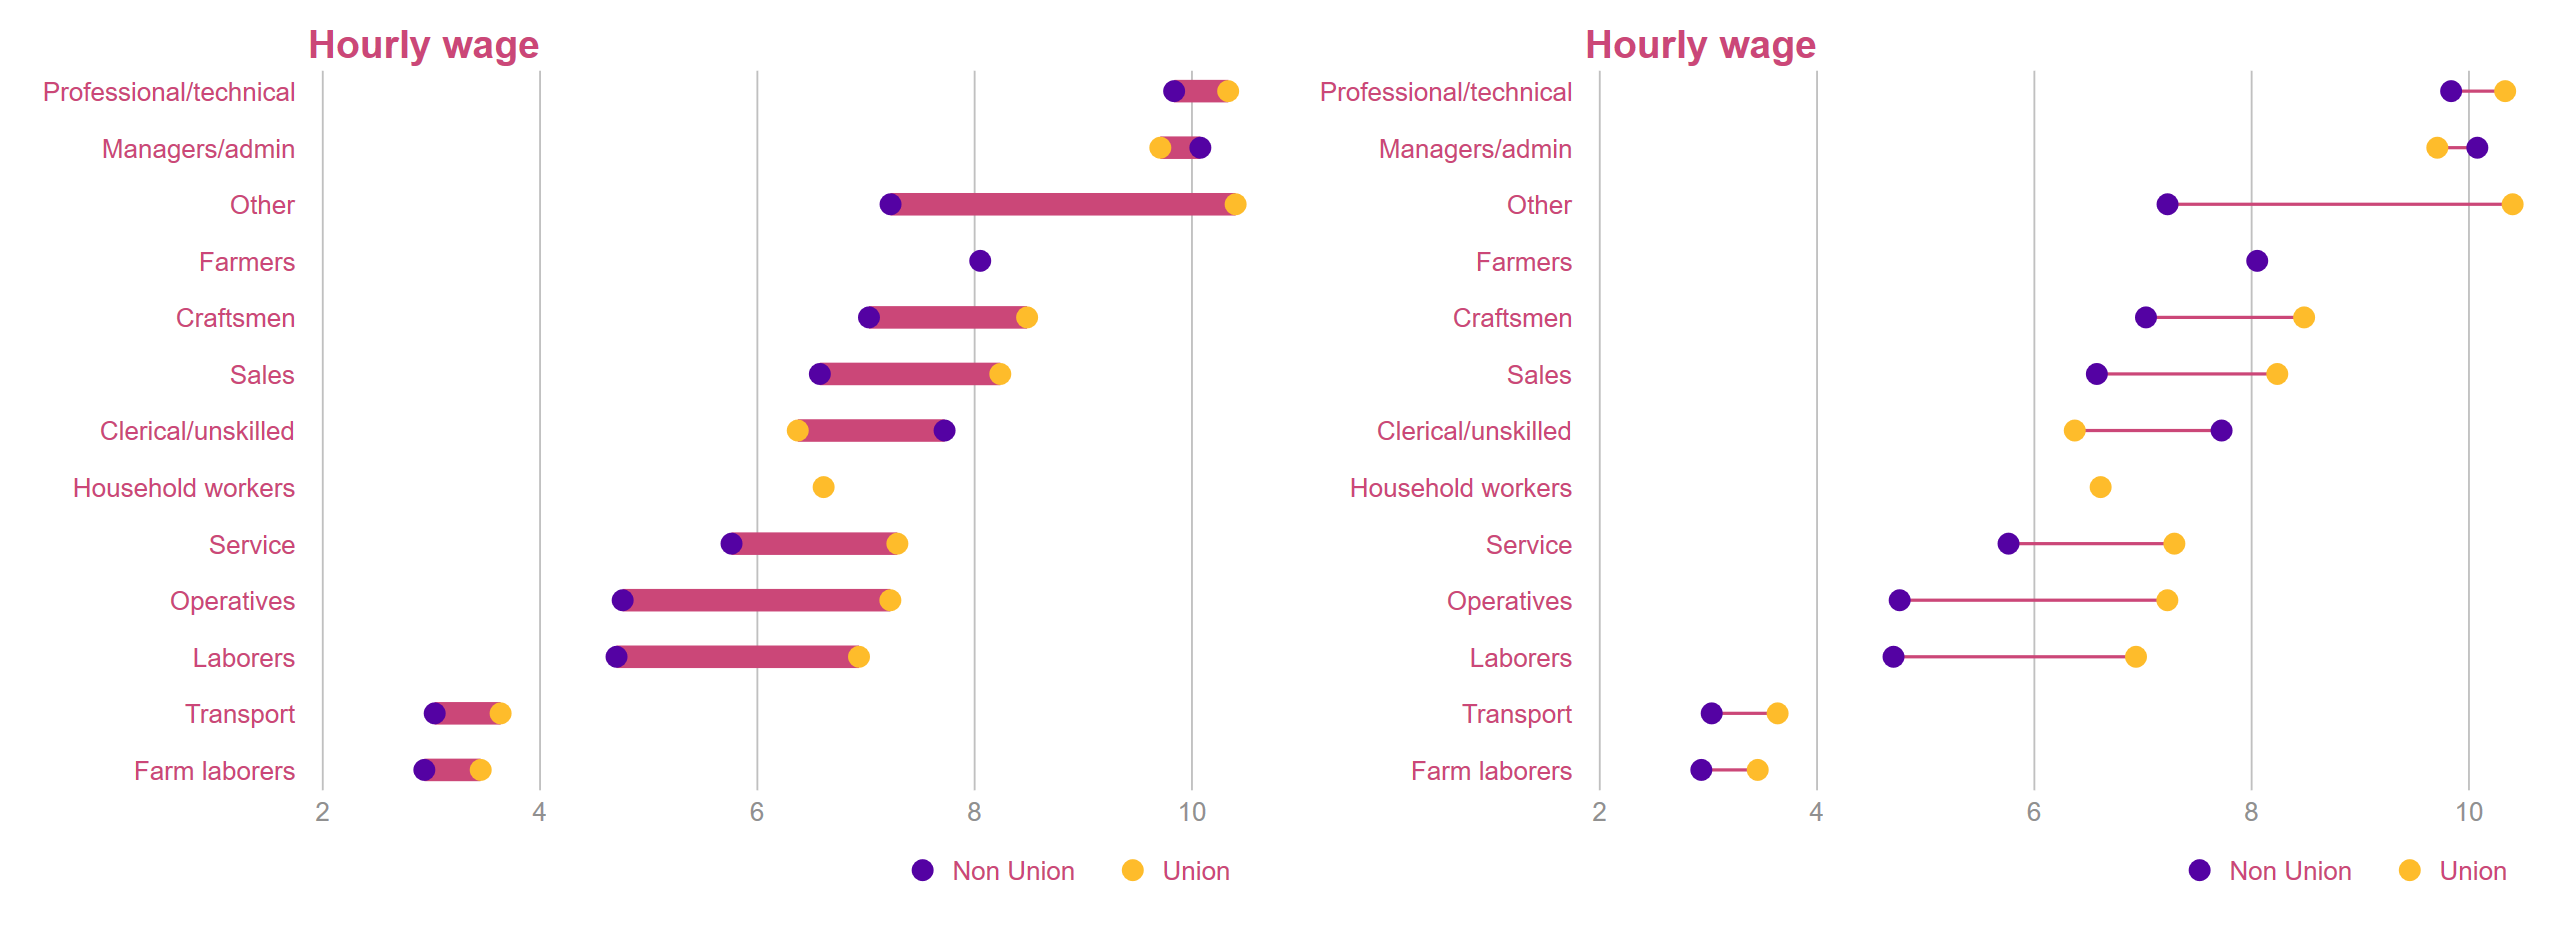 Hourly wage
Professional/technical
Managers/admin
Other
Farmers
Craftsmen
Sales
Clerical/unskilled
Household workers
Service
Operatives
Laborers
Transport
Farm laborers
2 4 6 8 10
Non Union Union
Hourly wage
Professional/technical
Managers/admin
Other
Farmers
Craftsmen
Sales
Clerical/unskilled
Household workers
Service
Operatives
Laborers
Transport
Farm laborers
2 4 6 8 10
Non Union Union